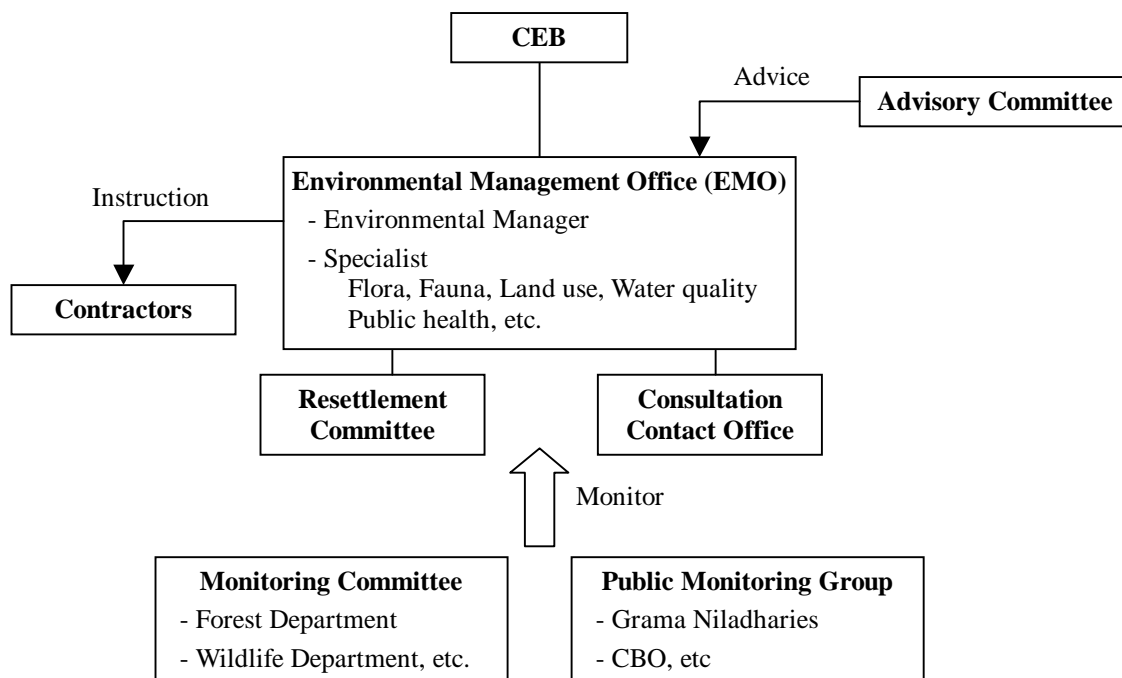 CEB
Advice
Advisory Committee
Environmental Management Office (EMO)
- Environmental Manager
- Specialist
Flora, Fauna, Land use, Water quality
Public health, etc.
Instruction
Contractors
Resettlement
Committee
Consultation
Contact Office
Monitor
Monitoring Committee
- Forest Department
- Wildlife Department, etc.
Public Monitoring Group
- Grama Niladharies
- CBO, etc